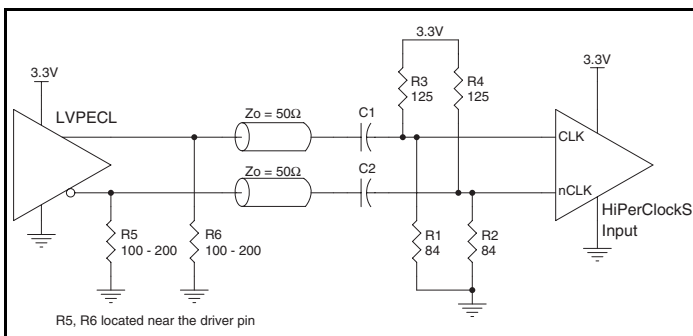 3.3V
3.3V
3.3V
LVPECL
R3
125
R4
125
Zo = 50Ω
C1
CLK
Zo = 50Ω
C2
nCLK
HiPerClockS
Input
R5
100 - 200
R6
100 - 200
R1
84
R2
84
R5, R6 located near the driver pin